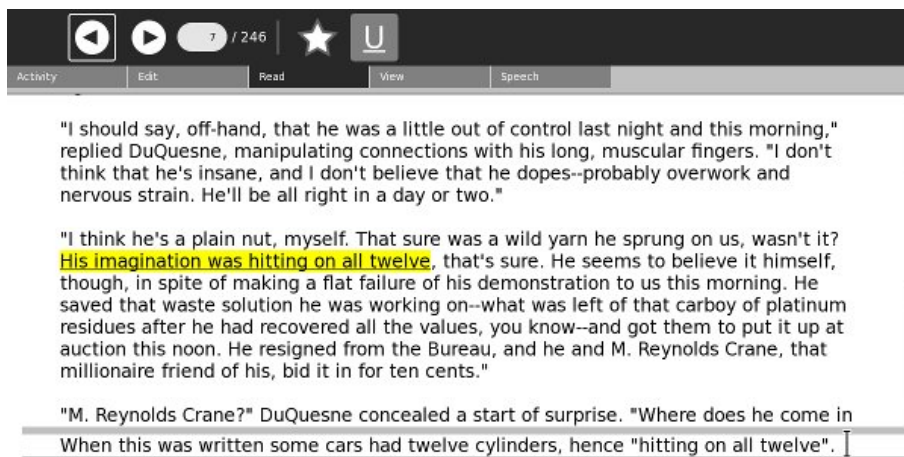 7 / 246
U
Activity Edit Read View Speech
"I should say, off-hand, that he was a little out of control last night and this morning,"
replied DuQuesne, manipulating connections with his long, muscular fingers. "I don't
think that he's insane, and I don't believe that he dopes--probably overwork and
nervous strain. He'll be all right in a day or two."
"I think he's a plain nut, myself. That sure was a wild yarn he sprung on us, wasn't it?
His imagination was hitting on all twelve, that's sure. He seems to believe it himself,
though, in spite of making a flat failure of his demonstration to us this morning. He
saved that waste solution he was working on--what was left of that carboy of platinum
residues after he had recovered all the values, you know--and got them to put it up at
auction this noon. He resigned from the Bureau, and he and M. Reynolds Crane, that
millionaire friend of his, bid it in for ten cents."
"M. Reynolds Crane?" DuQuesne concealed a start of surprise. "Where does he come in
When this was written some cars had twelve cylinders, hence "hitting on all twelve".